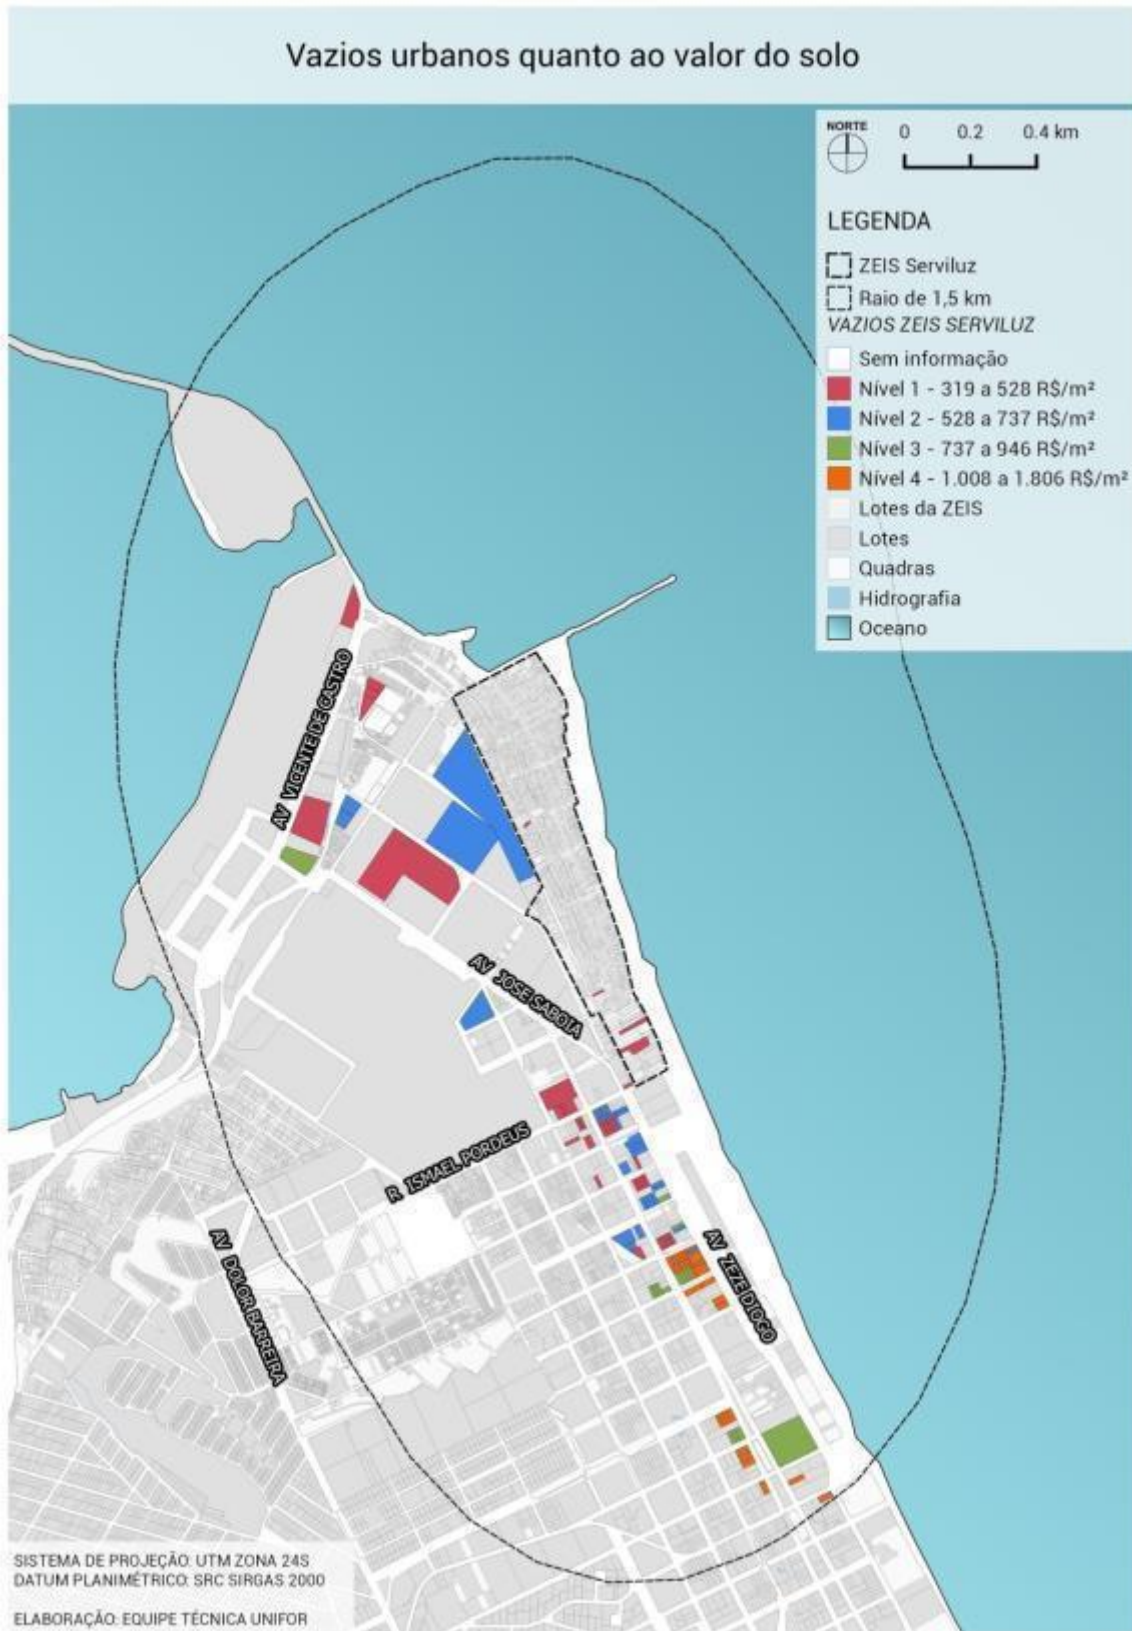 Vazios urbanos quanto ao valor do solo
NORTE
0 0.2 0.4 km
LEGENDA
ZEIS Serviluz
Raio de 1,5 km
VAZIOS ZEIS SERVILUZ
Sem informação
Nível 1 - 319 a 528 R$/m²
Nível 2 - 528 a 737 R$/m²
Nível 3 - 737 a 946 R$/m²
Nível 4 - 1.008 a 1.806 R$/m²
Lotes da ZEIS
Lotes
Quadras
Hidrografia
Oceano
AV VICENTE DE CASTRO
AV JOSE SABOIA
R ISMAEL PORDEUS
AV DOLOR BARREIRA
AV ZEZE DIOGO
SISTEMA DE PROJEÇÃO: UTM ZONA 24S
DATUM PLANIMÉTRICO: SRC SIRGAS 2000
ELABORAÇÃO: EQUIPE TÉCNICA UNIFOR